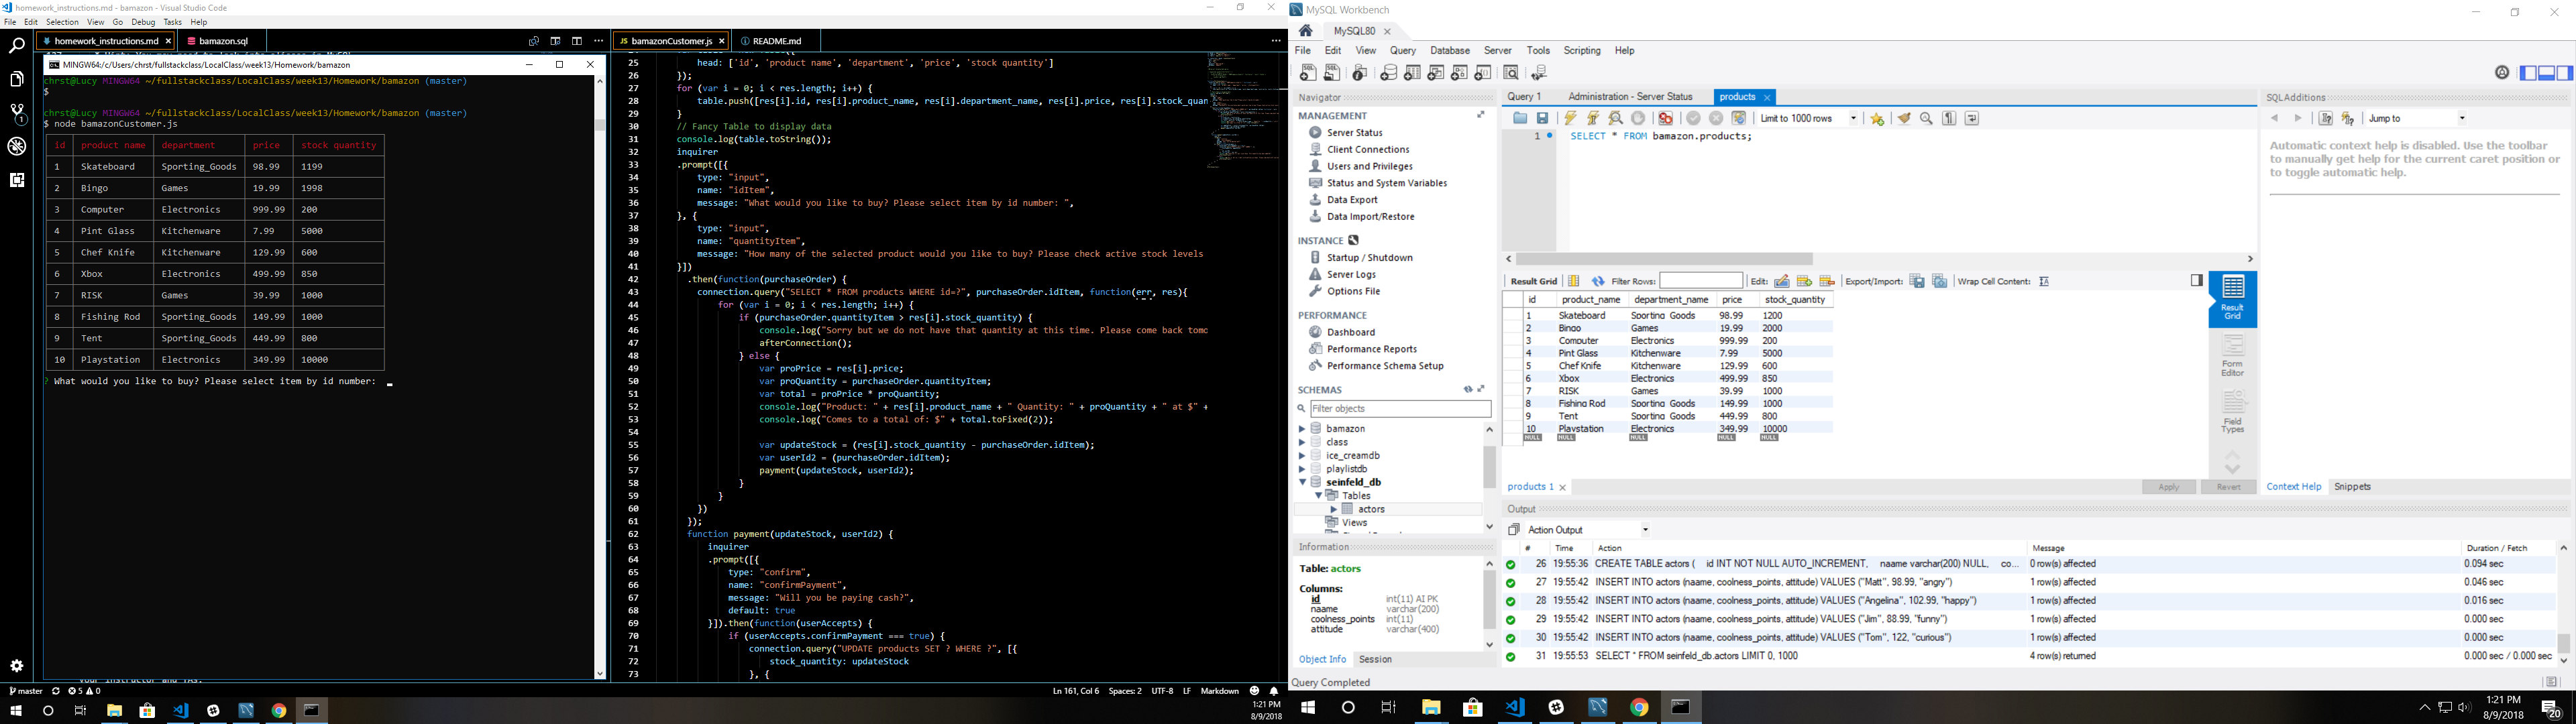 homework_instructions.md - bamazon - Visual Studio Code
File Edit Selection View Go Debug Tasks Help
homework_instructions.md × bamazon.sql
MINGW64:/c/Users/chrst/fullstackclass/LocalClass/week13/Homework/bamazon
chrst@Lucy MINGW64 ~/fullstackclass/LocalClass/week13/Homework/bamazon (master)
$
chrst@Lucy MINGW64 ~/fullstackclass/LocalClass/week13/Homework/bamazon (master)
$ node bamazonCustomer.js
id product name department price stock quantity
1 Skateboard Sporting_Goods 98.99 1199
2 Bingo Games 19.99 1998
3 Computer Electronics 999.99 200
4 Pint Glass Kitchenware 7.99 5000
5 Chef Knife Kitchenware 129.99 600
6 Xbox Electronics 499.99 850
7 RISK Games 39.99 1000
8 Fishing Rod Sporting_Goods 149.99 1000
9 Tent Sporting_Goods 449.99 800
10 Playstation Electronics 349.99 10000
? What would you like to buy? Please select item by id number:
your instructor and TAs.
master 5 0
JS bamazonCustomer.js × README.md
25 head: ['id', 'product name', 'department', 'price', 'stock quantity']
26 });
27 for (var i = 0; i < res.length; i++) {
28 table.push([res[i].id, res[i].product_name, res[i].department_name, res[i].price, res[i].stock_quan
29 }
30 // Fancy Table to display data
31 console.log(table.toString());
32 inquirer
33 .prompt([{
34 type: "input",
35 name: "idItem",
36 message: "What would you like to buy? Please select item by id number: ",
37 }, {
38 type: "input",
39 name: "quantityItem",
40 message: "How many of the selected product would you like to buy? Please check active stock levels
41 }])
42 .then(function(purchaseOrder) {
43 connection.query("SELECT * FROM products WHERE id=?", purchaseOrder.idItem, function(err, res){
44 for (var i = 0; i < res.length; i++) {
45 if (purchaseOrder.quantityItem > res[i].stock_quantity) {
46 console.log("Sorry but we do not have that quantity at this time. Please come back tomo
47 afterConnection();
48 } else {
49 var proPrice = res[i].price;
50 var proQuantity = purchaseOrder.quantityItem;
51 var total = proPrice * proQuantity;
52 console.log("Product: " + res[i].product_name + " Quantity: " + proQuantity + " at $" +
53 console.log("Comes to a total of: $" + total.toFixed(2));
54
55 var updateStock = (res[i].stock_quantity - purchaseOrder.idItem);
56 var userId2 = (purchaseOrder.idItem);
57 payment(updateStock, userId2);
58 }
59 }
60 })
61 });
62 function payment(updateStock, userId2) {
63 inquirer
64 .prompt([{
65 type: "confirm",
66 name: "confirmPayment",
67 message: "Will you be paying cash?",
68 default: true
69 }]).then(function(userAccepts) {
70 if (userAccepts.confirmPayment === true) {
71 connection.query("UPDATE products SET ? WHERE ?", [{
72 stock_quantity: updateStock
73 }, {
Ln 161, Col 6 Spaces: 2 UTF-8 LF Markdown
1:21 PM
8/9/2018
MySQL Workbench
MySQL80 ×
File Edit View Query Database Server Tools Scripting Help
Navigator
MANAGEMENT
Server Status
Client Connections
Users and Privileges
Status and System Variables
Data Export
Data Import/Restore
INSTANCE
Startup / Shutdown
Server Logs
Options File
PERFORMANCE
Dashboard
Performance Reports
Performance Schema Setup
SCHEMAS
Filter objects
bamazon
class
ice_creamdb
playlistdb
seinfeld_db
Tables
actors
Views
Information
Table: actors
Columns:
id int(11) AI PK
naame varchar(200)
coolness_points int(11)
attitude varchar(400)
Object Info Session
Query Completed
Query 1 Administration - Server Status products ×
Limit to 1000 rows
1 SELECT * FROM bamazon.products;
Result Grid Filter Rows: Edit: Export/Import: Wrap Cell Content:
id product_name department_name price stock_quantity
1 Skateboard Sporting_Goods 98.99 1200
2 Bingo Games 19.99 2000
3 Computer Electronics 999.99 200
4 Pint Glass Kitchenware 7.99 5000
5 Chef Knife Kitchenware 129.99 600
6 Xbox Electronics 499.99 850
7 RISK Games 39.99 1000
8 Fishing Rod Sporting_Goods 149.99 1000
9 Tent Sporting_Goods 449.99 800
10 Playstation Electronics 349.99 10000
NULL NULL NULL NULL NULL
Result Grid
Form Editor
Field Types
products 1 × Apply Revert
SQLAdditions
Jump to
Automatic context help is disabled. Use the toolbar
to manually get help for the current caret position or
to toggle automatic help.
Context Help Snippets
Output
Action Output
# Time Action Message Duration / Fetch
26 19:55:36 CREATE TABLE actors ( id INT NOT NULL AUTO_INCREMENT, naame varchar(200) NULL, co... 0 row(s) affected 0.094 sec
27 19:55:42 INSERT INTO actors (naame, coolness_points, attitude) VALUES ("Matt", 98.99, "angry") 1 row(s) affected 0.046 sec
28 19:55:42 INSERT INTO actors (naame, coolness_points, attitude) VALUES ("Angelina", 102.99, "happy") 1 row(s) affected 0.016 sec
29 19:55:42 INSERT INTO actors (naame, coolness_points, attitude) VALUES ("Jim", 88.99, "funny") 1 row(s) affected 0.000 sec
30 19:55:42 INSERT INTO actors (naame, coolness_points, attitude) VALUES ("Tom", 122, "curious") 1 row(s) affected 0.000 sec
31 19:55:53 SELECT * FROM seinfeld_db.actors LIMIT 0, 1000 4 row(s) returned 0.000 sec / 0.000 sec
1:21 PM
8/9/2018
20